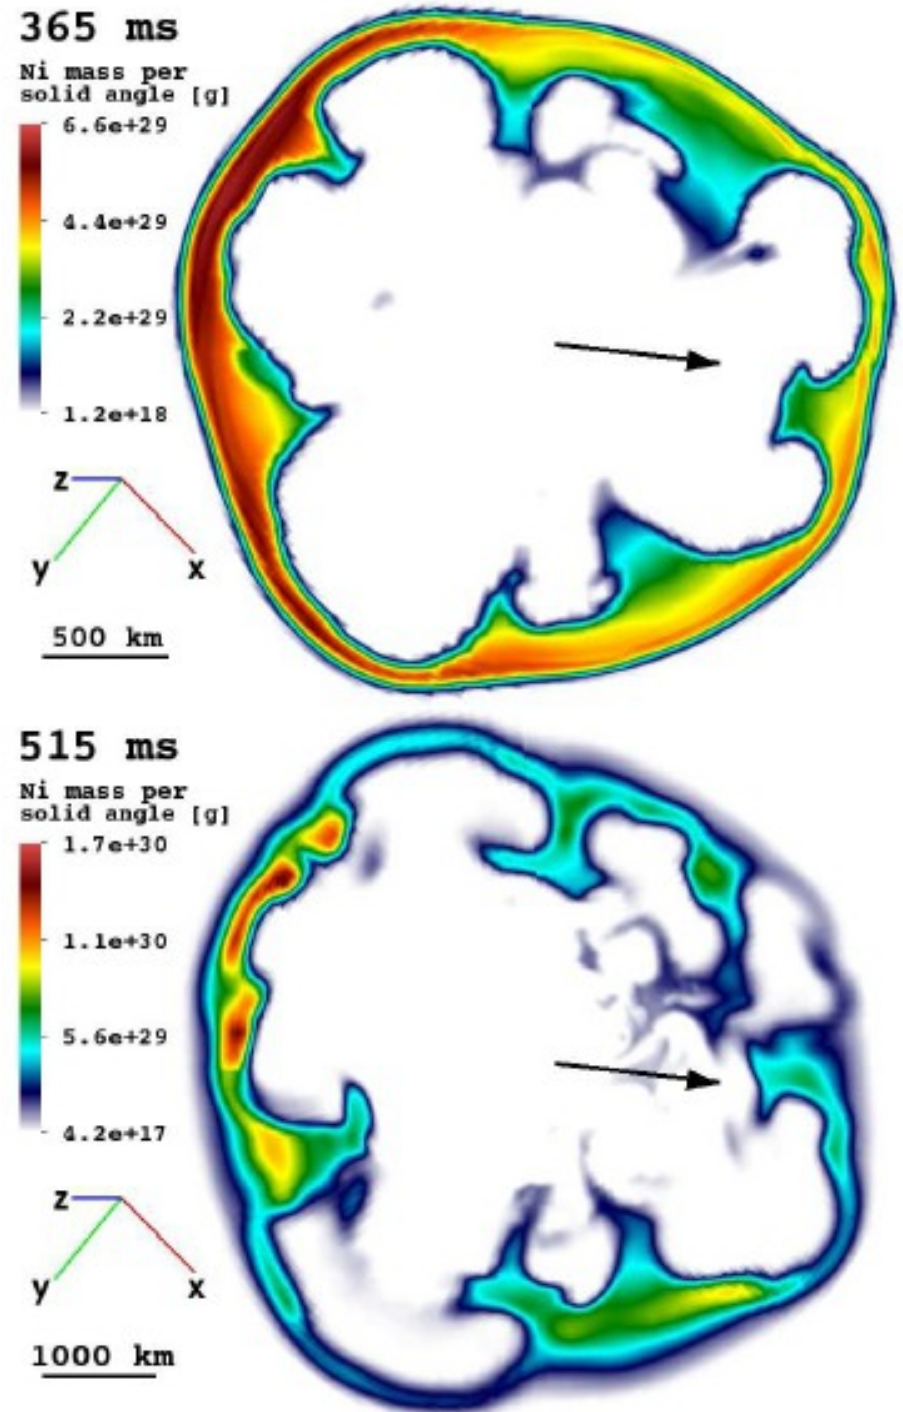 365 ms
Ni mass per
solid angle [g]
6.6e+29
4.4e+29
2.2e+29
1.2e+18
z
y
x
500 km
515 ms
Ni mass per
solid angle [g]
1.7e+30
1.1e+30
5.6e+29
4.2e+17
z
y
x
1000 km